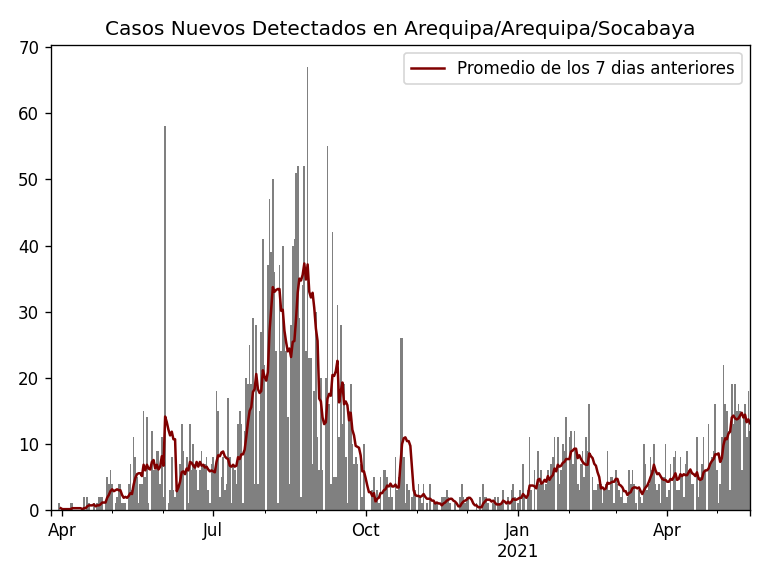 Casos Nuevos Detectados en Arequipa/Arequipa/Socabaya
Promedio de los 7 dias anteriores
70
60
50
40
30
20
10
0
Apr
Jul
Oct
Jan
2021
Apr